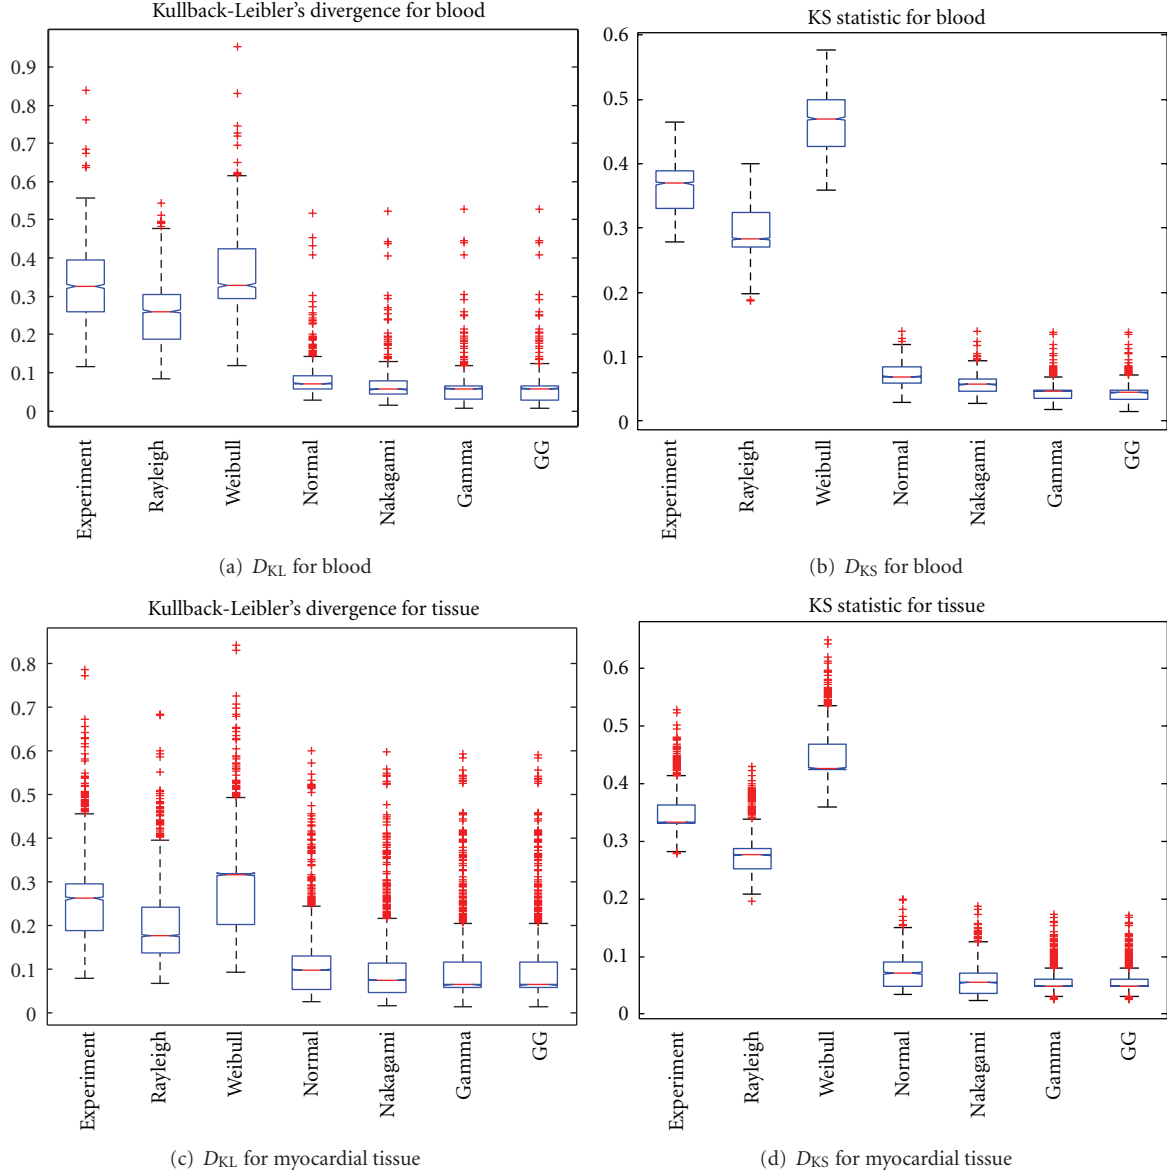 Kullback-Leibler's divergence for blood
0.9
0.8
0.7
0.6
0.5
0.4
0.3
0.2
0.1
0
Experiment
Rayleigh
Weibull
Normal
Nakagami
Gamma
GG
(a) DKL for blood
KS statistic for blood
0.6
0.5
0.4
0.3
0.2
0.1
0
Experiment
Rayleigh
Weibull
Normal
Nakagami
Gamma
GG
(b) DKS for blood
Kullback-Leibler's divergence for tissue
0.8
0.7
0.6
0.5
0.4
0.3
0.2
0.1
0
Experiment
Rayleigh
Weibull
Normal
Nakagami
Gamma
GG
(c) DKL for myocardial tissue
KS statistic for tissue
0.6
0.5
0.4
0.3
0.2
0.1
0
Experiment
Rayleigh
Weibull
Normal
Nakagami
Gamma
GG
(d) DKS for myocardial tissue